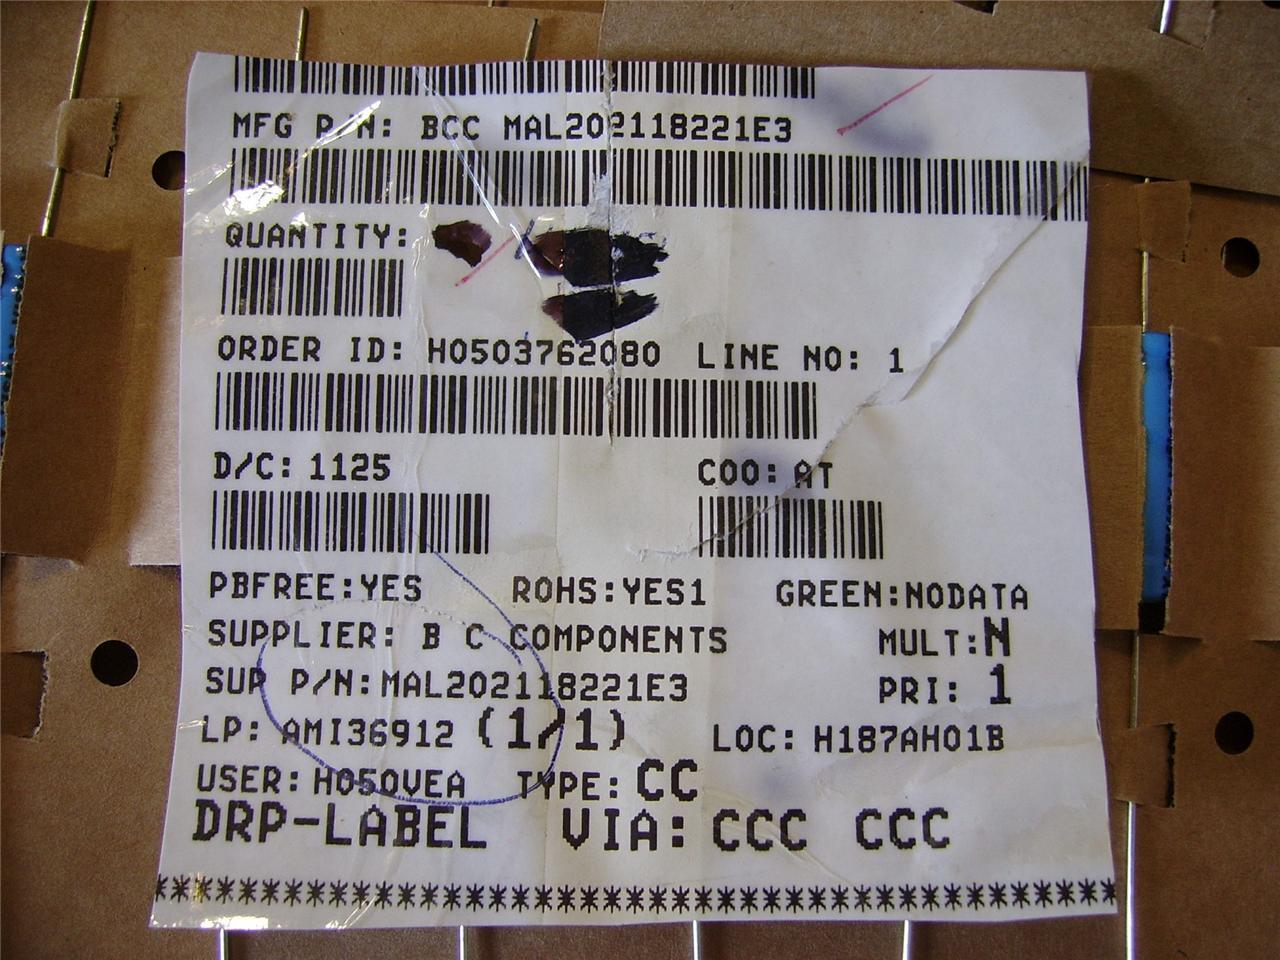 MFG P/N: BCC MAL202118221E3
QUANTITY:
ORDER ID: H0503762080 LINE NO: 1
D/C: 1125 COO: AT
PBFREE:YES ROHS:YES1 GREEN:NODATA
SUPPLIER: B C COMPONENTS MULT:N
SUP P/N:MAL202118221E3 PRI: 1
LP: AMI36912 (1/1) LOC: H187AH01B
USER: H050VEA TYPE: CC
DRP-LABEL VIA: CCC CCC
**************************************************